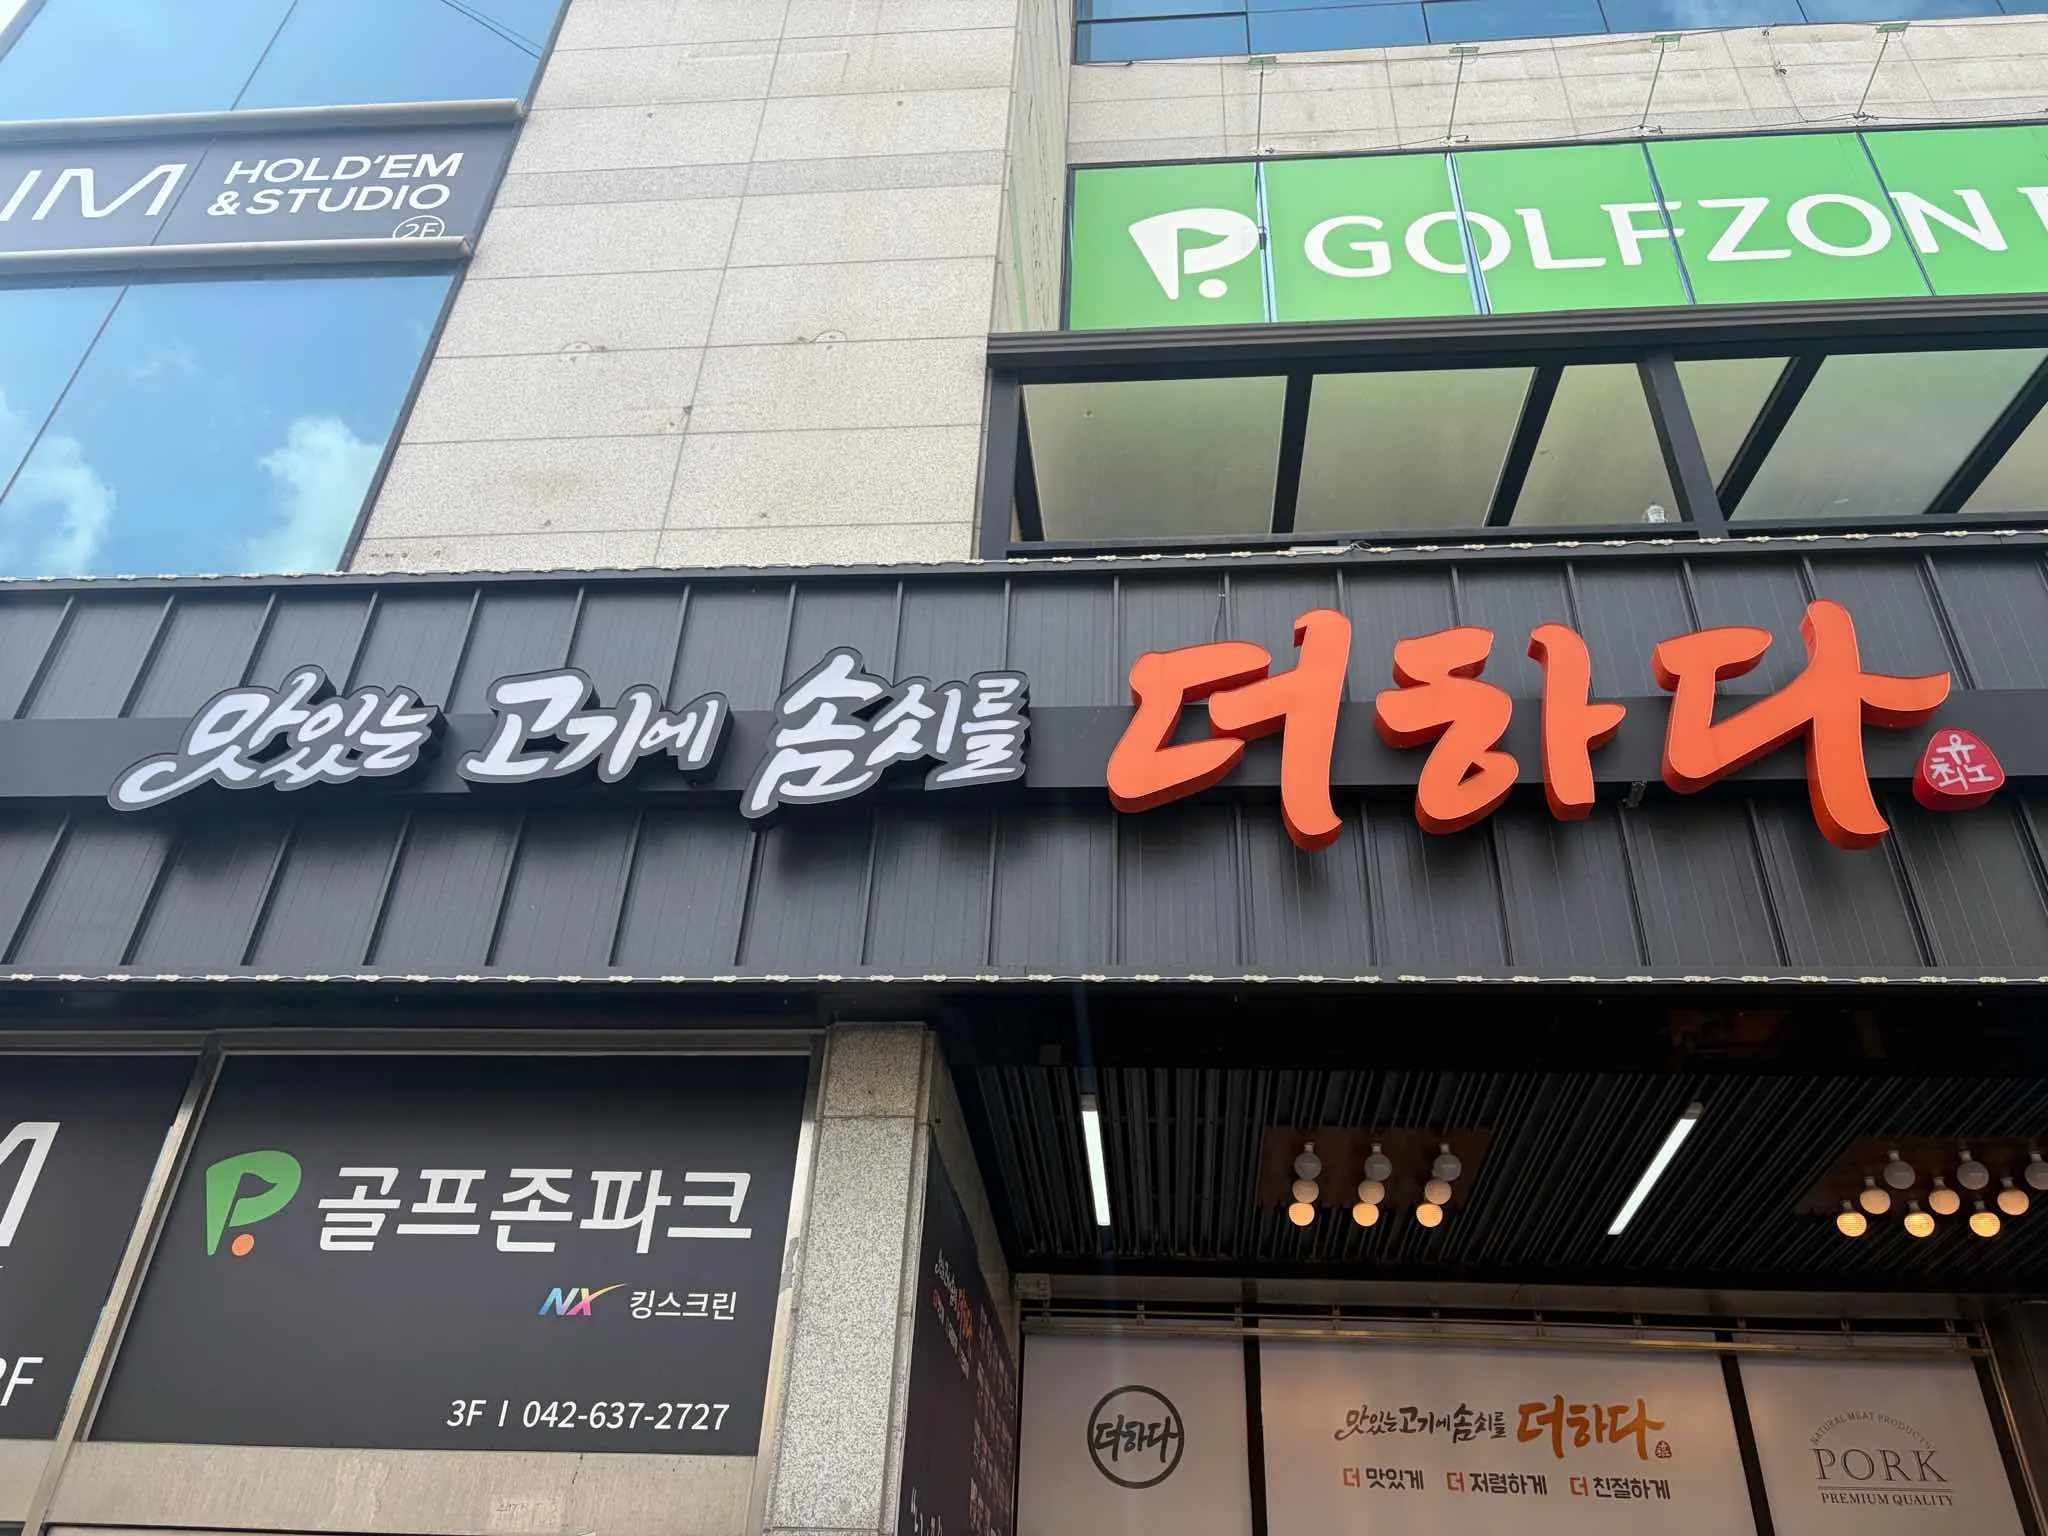 HOLD'EM
& STUDIO
2F
GOLFZON
맛있는 고기에 솜씨를 더하다
골프존파크
NX 킹스크린
3F | 042-637-2727
더하다
맛있는 고기에 솜씨를 더하다
더 맛있게 더 저렴하게 더 친절하게
NATURAL MEAT PRODUCTS
PORK
PREMIUM QUALITY